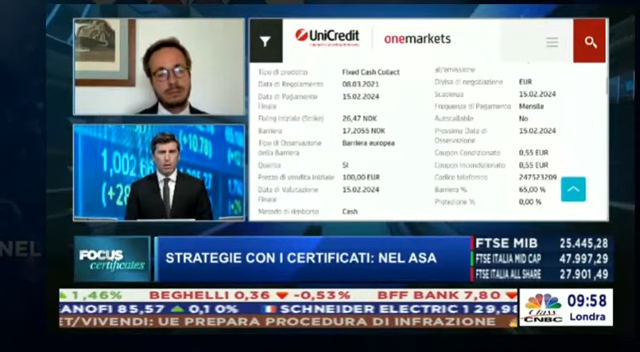 UniCredit
onemarkets
Tipo di prodotto Fixed Cash Collect
Data di Regolamento 08.03.2021
Data di Pagamento Finale 15.02.2024
Fixing Iniziale (Strike) 26,47 NOK
Barriera 17,2055 NOK
Tipo di Osservazione della Barriera Barriera europea
Quanto SI
Prezzo di vendita iniziale 100,00 EUR
Data di Valutazione Finale 15.02.2024
Metodo di rimborso Cash
all'emissione
Divisa di negoziazione EUR
Scadenza 15.02.2024
Frequenza di Pagamento Mensile
Autocallable No
Prossima Data di Osservazione 15.02.2024
Coupon Condizionato 0,55 EUR
Coupon Incondizionato 0,55 EUR
Codice telefonico 247523209
Barriera % 65,00 %
Protezione % 0,00 %
1,002
NEL
FOCUS
certificates
STRATEGIE CON I CERTIFICATI: NEL ASA
FTSE MIB 25.445,28
FTSE ITALIA MID CAP 47.997,29
FTSE ITALIA ALL SHARE 27.901,49
1,46% BEGHELLI 0,36 -0,53% BFF BANK 7,80
ANOFI 85,57 0,10% SCHNEIDER ELECTRIC 129,98
ET/VIVENDI: UE PREPARA PROCEDURA DI INFRAZIONE
Class
CNBC
09:58
Londra